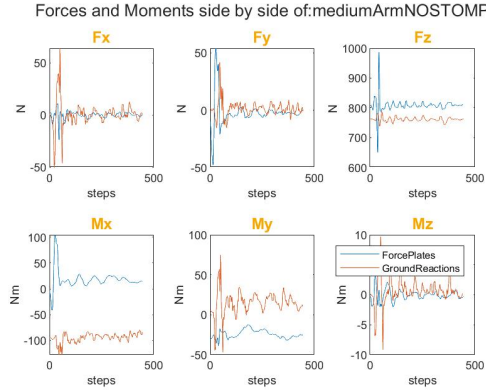 Forces and Moments side by side of:mediumArmNOSTOMP
Fx
Fy
Fz
50
0
-50
N
0
500
steps
50
0
-50
N
0
500
steps
1000
900
800
700
600
N
0
500
steps
Mx
My
Mz
100
50
0
-50
-100
Nm
0
500
steps
100
50
0
-50
Nm
0
500
steps
10
5
0
-5
-10
Nm
ForcePlates
GroundReactions
0
500
steps